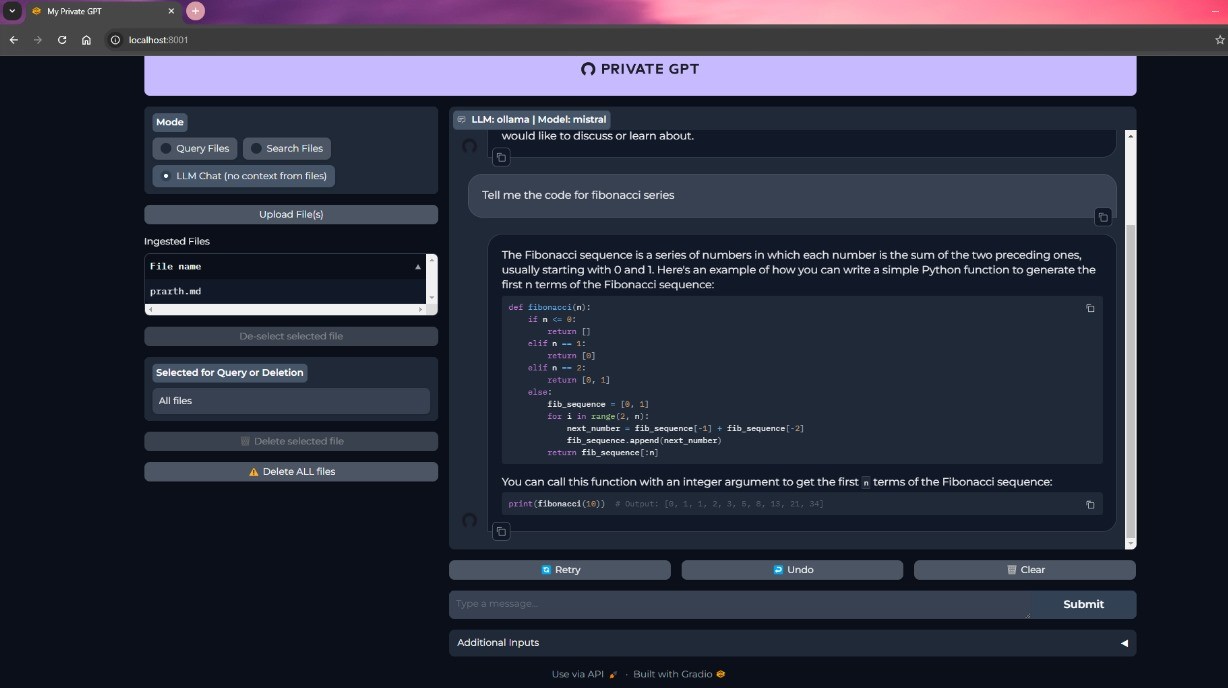 My Private GPT
localhost:8001
PRIVATE GPT
Mode
Query Files
Search Files
LLM Chat (no context from files)
Upload File(s)
Ingested Files
File name
prarth.md
De-select selected file
Selected for Query or Deletion
All files
Delete selected file
Delete ALL files
LLM: ollama | Model: mistral
would like to discuss or learn about.
Tell me the code for fibonacci series
The Fibonacci sequence is a series of numbers in which each number is the sum of the two preceding ones,
usually starting with 0 and 1. Here's an example of how you can write a simple Python function to generate the
first n terms of the Fibonacci sequence:
def fibonacci(n):
    if n <= 0:
        return []
    elif n == 1:
        return [0]
    elif n == 2:
        return [0, 1]
    else:
        fib_sequence = [0, 1]
        for i in range(2, n):
            next_number = fib_sequence[-1] + fib_sequence[-2]
            fib_sequence.append(next_number)
        return fib_sequence[:n]
You can call this function with an integer argument to get the first n terms of the Fibonacci sequence:
print(fibonacci(10))  # Output: [0, 1, 1, 2, 3, 5, 8, 13, 21, 34]
Retry
Undo
Clear
Type a message...
Submit
Additional Inputs
Use via API · Built with Gradio